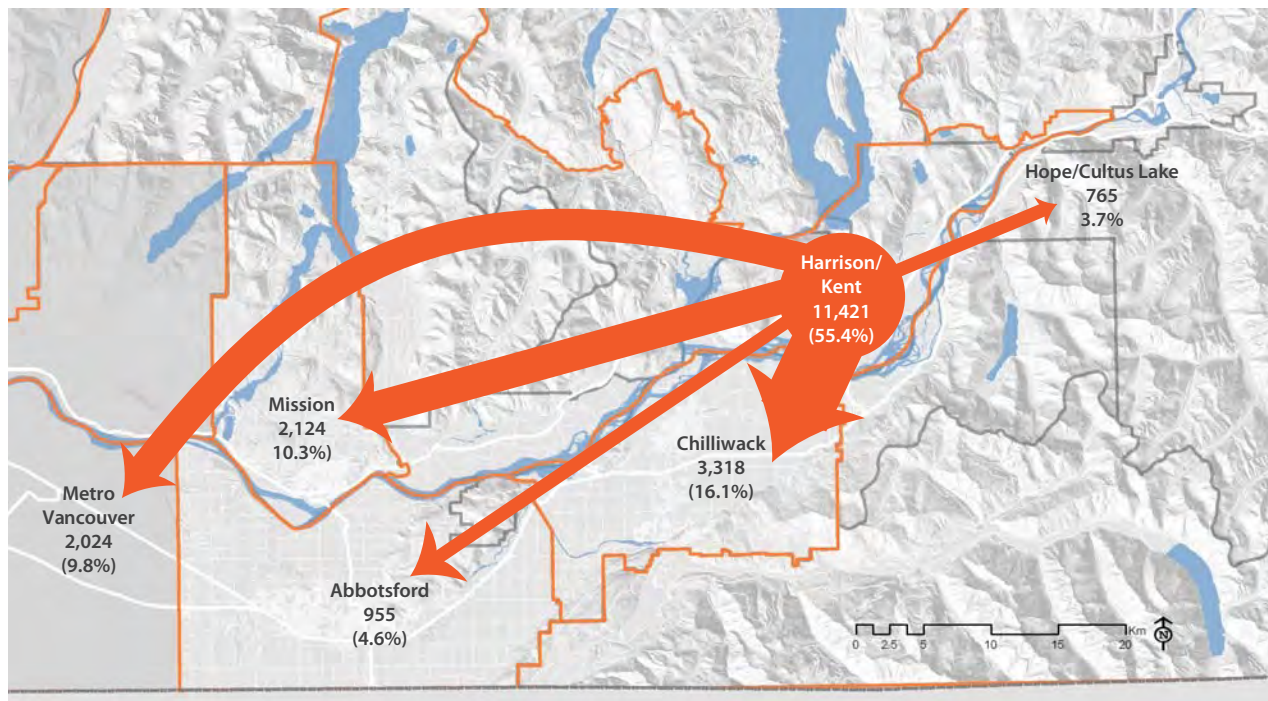 Hope/Cultus Lake
765
3.7%
Harrison/
Kent
11,421
(55.4%)
Mission
2,124
10.3%)
Chilliwack
3,318
(16.1%)
Metro
Vancouver
2,024
(9.8%)
Abbotsford
955
(4.6%)
Km
N
0 2.5 5 10 15 20